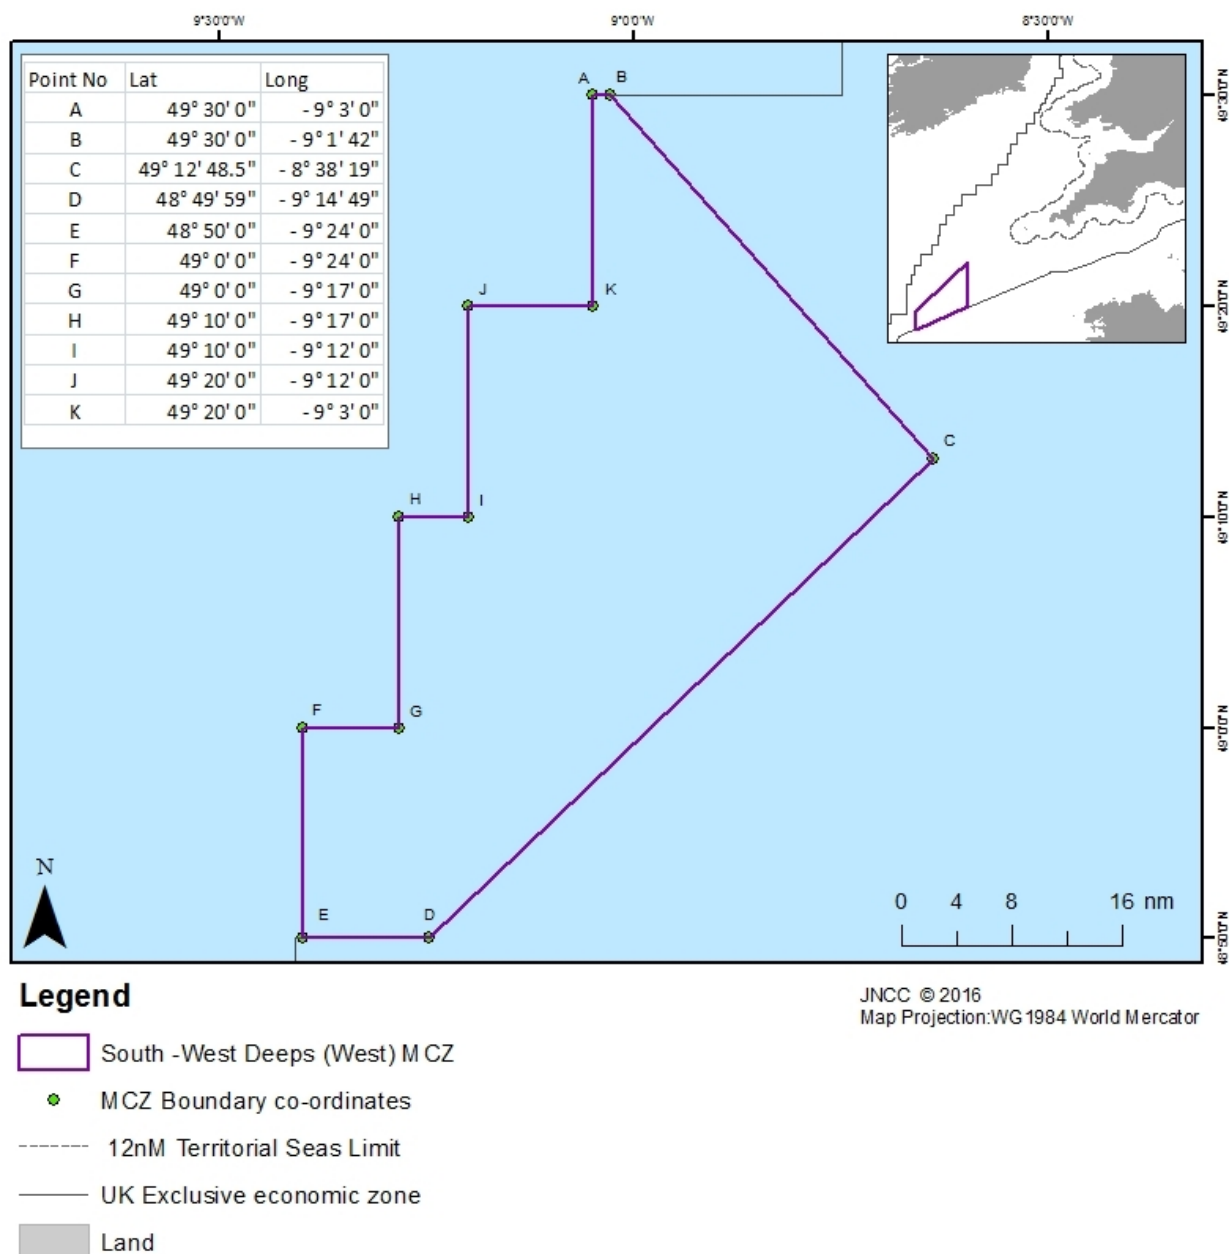 9°30'0"W 9°0'0"W 8°30'0"W
Point No Lat Long
A 49° 30' 0" - 9° 3' 0"
B 49° 30' 0" - 9° 1' 42"
C 49° 12' 48.5" - 8° 38' 19"
D 48° 49' 59" - 9° 14' 49"
E 48° 50' 0" - 9° 24' 0"
F 49° 0' 0" - 9° 24' 0"
G 49° 0' 0" - 9° 17' 0"
H 49° 10' 0" - 9° 17' 0"
I 49° 10' 0" - 9° 12' 0"
J 49° 20' 0" - 9° 12' 0"
K 49° 20' 0" - 9° 3' 0"
A B
49°30'0"N
J K
49°20'0"N
C
H I
49°10'0"N
F G
49°0'0"N
N
E D
0 4 8 16 nm
48°50'0"N
Legend
South -West Deeps (West) MCZ
MCZ Boundary co-ordinates
12nM Territorial Seas Limit
UK Exclusive economic zone
Land
JNCC © 2016
Map Projection:WG1984 World Mercator